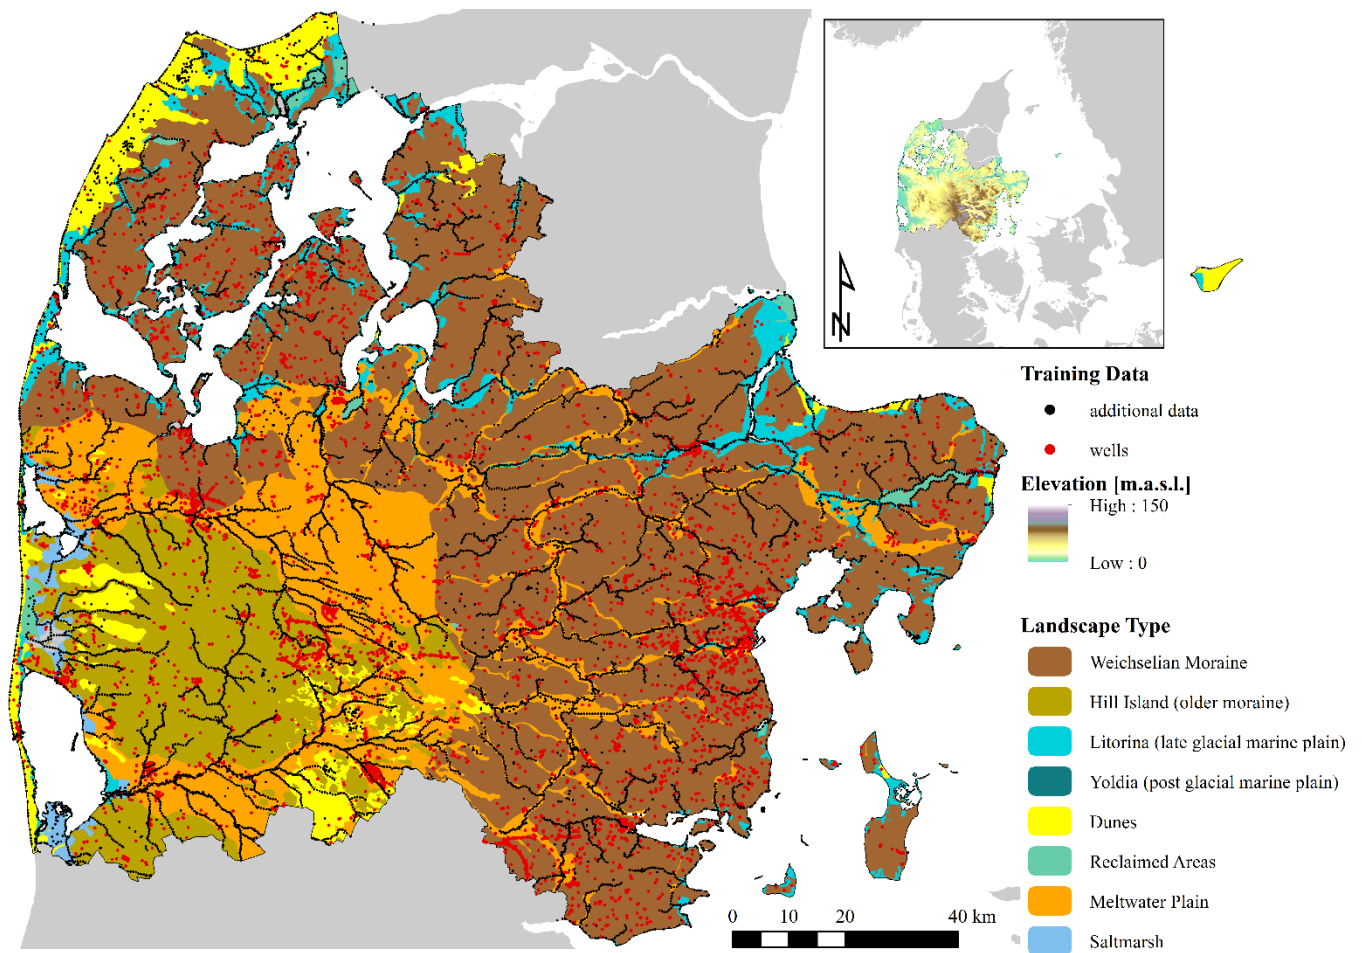 N
Training Data
additional data
wells
Elevation [m.a.s.l.]
High : 150
Low : 0
Landscape Type
Weichselian Moraine
Hill Island (older moraine)
Litorina (late glacial marine plain)
Yoldia (post glacial marine plain)
Dunes
Reclaimed Areas
Meltwater Plain
Saltmarsh
0 10 20 40 km